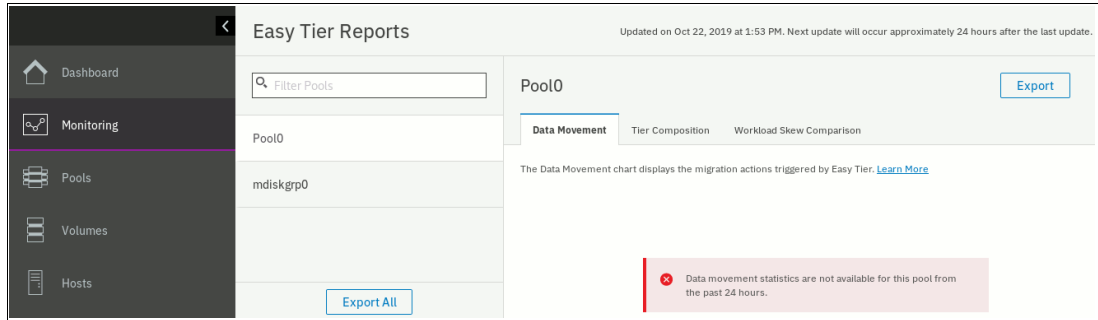 Easy Tier Reports
Updated on Oct 22, 2019 at 1:53 PM. Next update will occur approximately 24 hours after the last update.
Dashboard
Monitoring
Pools
Volumes
Hosts
Filter Pools
Pool0
mdiskgrp0
Export All
Pool0
Export
Data Movement
Tier Composition
Workload Skew Comparison
The Data Movement chart displays the migration actions triggered by Easy Tier. Learn More
Data movement statistics are not available for this pool from
the past 24 hours.